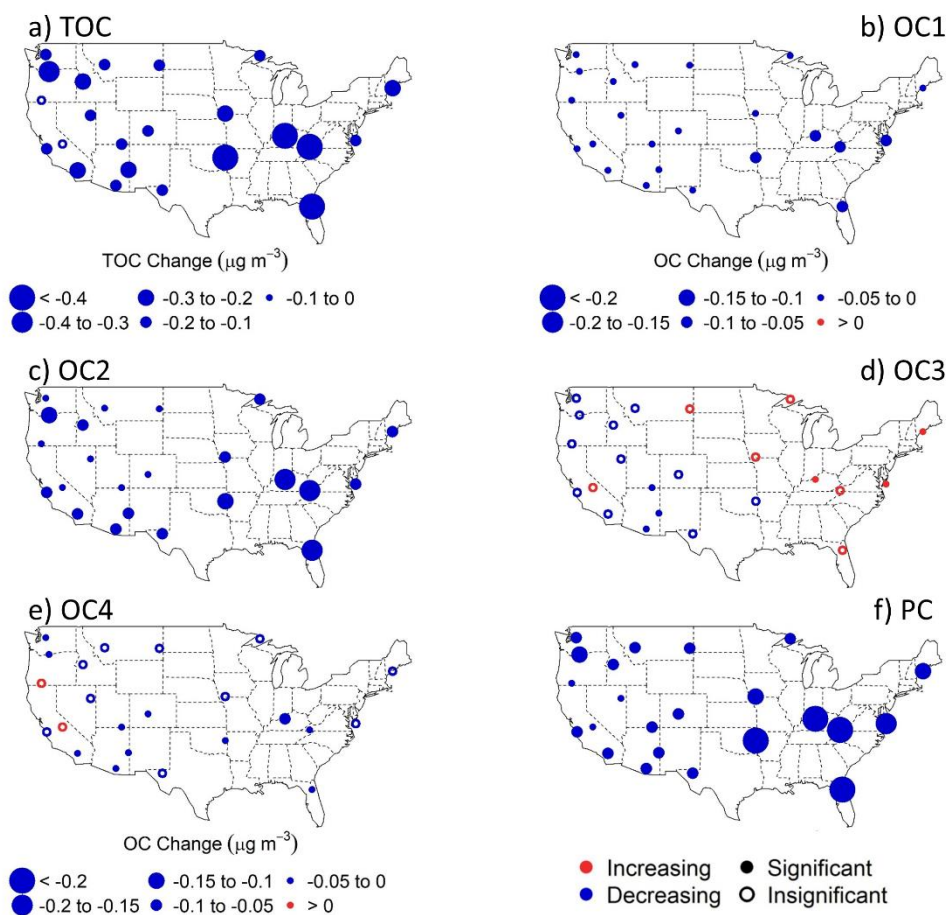 a) TOC
b) OC1
TOC Change (μg m⁻³)
< -0.4
-0.3 to -0.2
-0.1 to 0
-0.4 to -0.3
-0.2 to -0.1
OC Change (μg m⁻³)
< -0.2
-0.15 to -0.1
-0.05 to 0
-0.2 to -0.15
-0.1 to -0.05
> 0
c) OC2
d) OC3
e) OC4
f) PC
OC Change (μg m⁻³)
< -0.2
-0.15 to -0.1
-0.05 to 0
-0.2 to -0.15
-0.1 to -0.05
> 0
Increasing
Significant
Decreasing
Insignificant